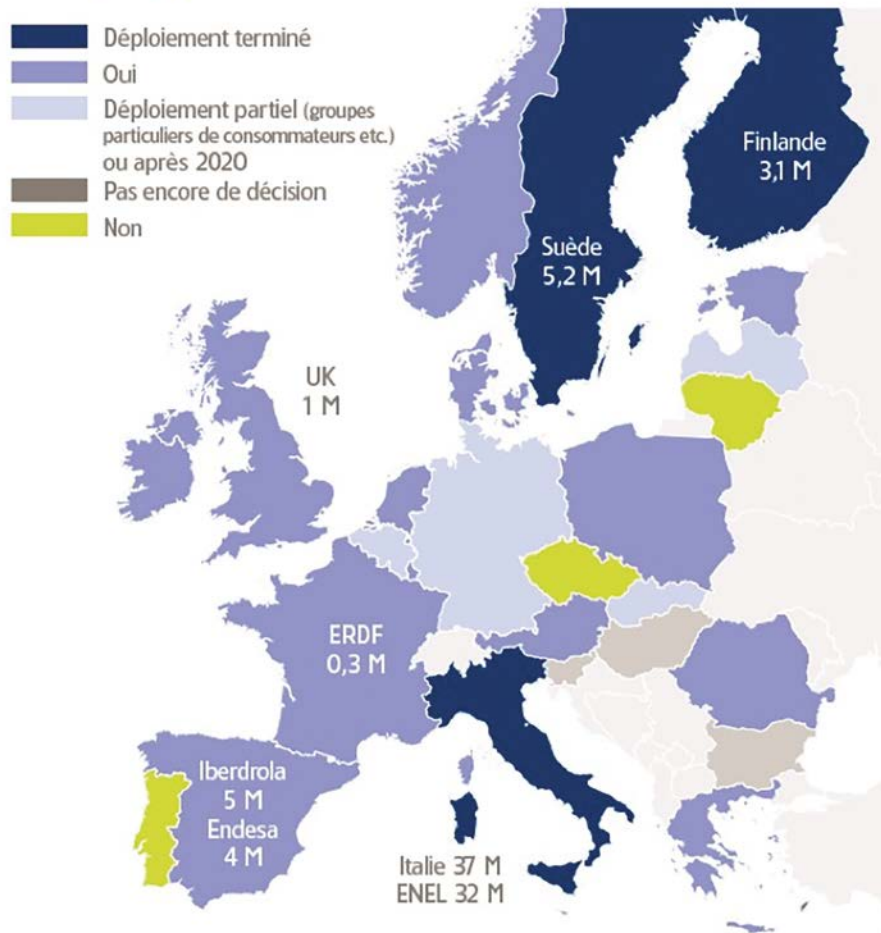 Déploiement terminé
Oui
Déploiement partiel (groupes
particuliers de consommateurs etc.)
ou après 2020
Pas encore de décision
Non
Finlande
3,1 M
Suède
5,2 M
UK
1 M
ERDF
0,3 M
Iberdrola
5 M
Endesa
4 M
Italie 37 M
ENEL 32 M